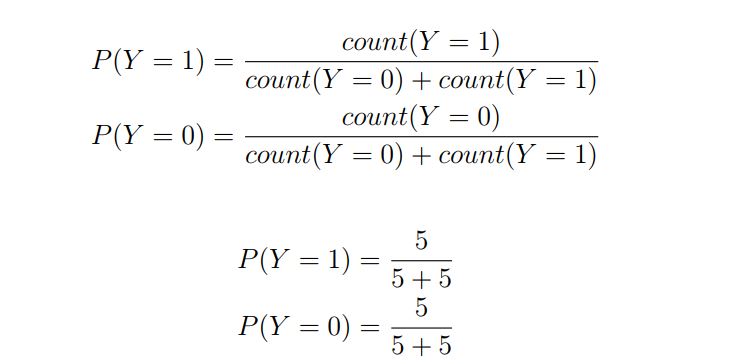 P(Y = 1) = count(Y = 1) / count(Y = 0) + count(Y = 1)
P(Y = 0) = count(Y = 0) / count(Y = 0) + count(Y = 1)
P(Y = 1) = 5 / 5 + 5
P(Y = 0) = 5 / 5 + 5